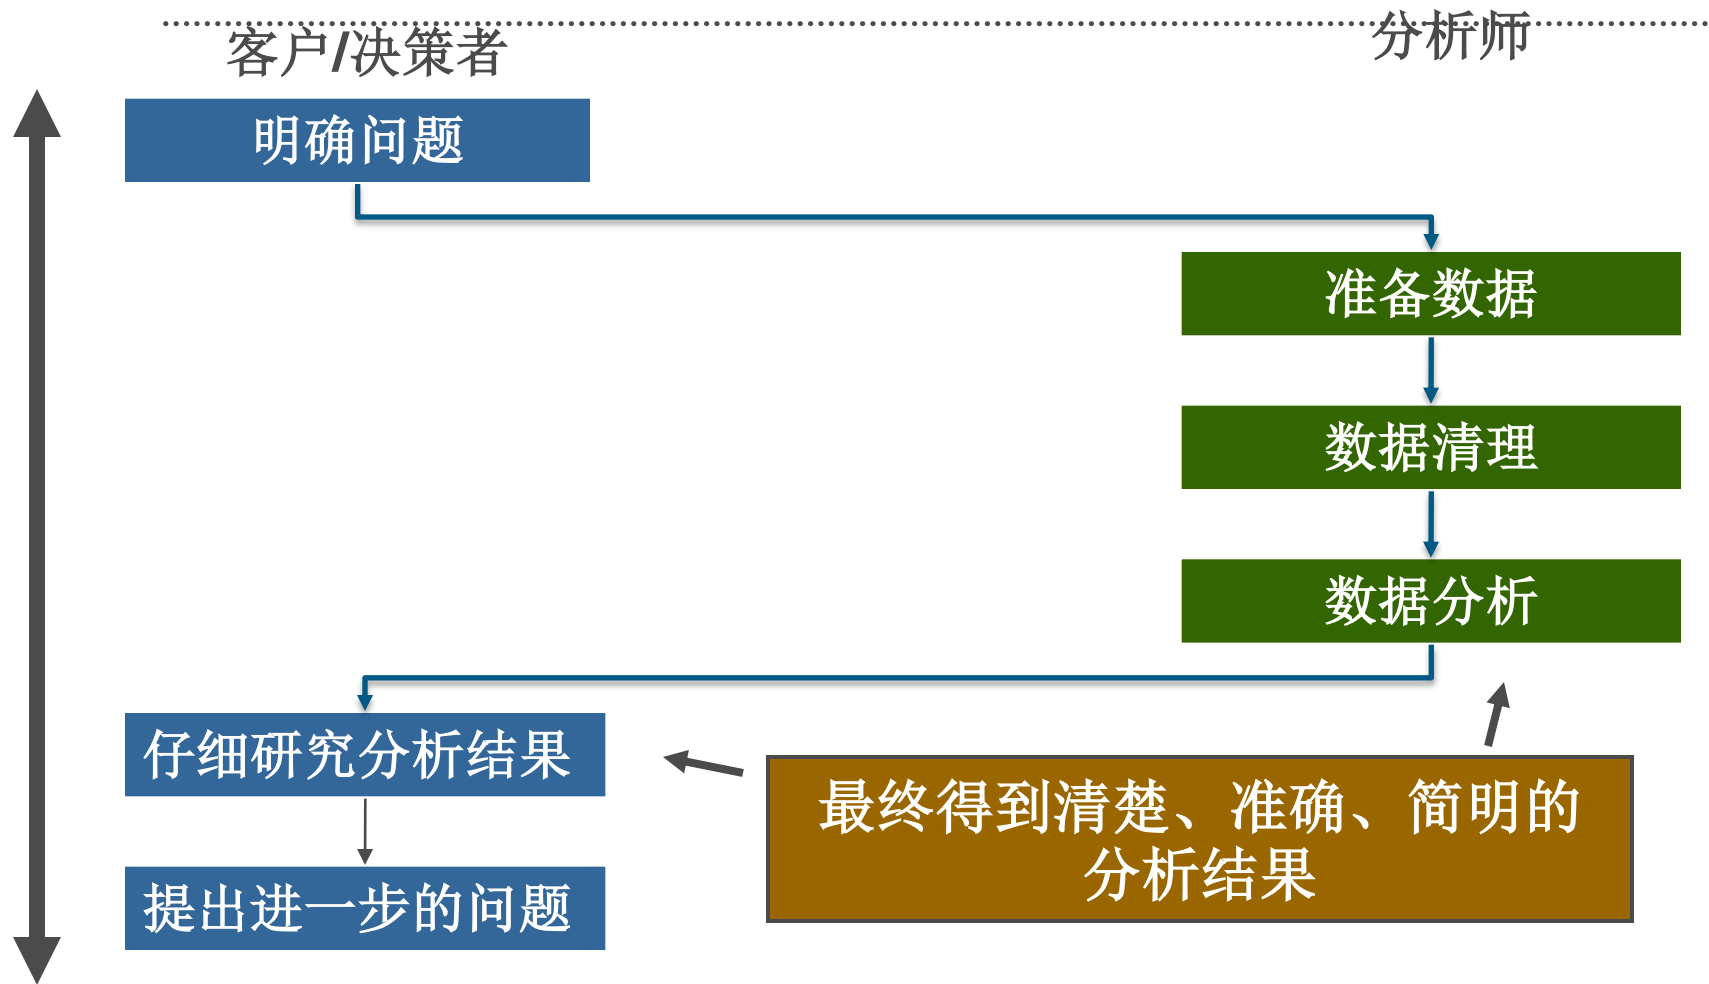 客户/决策者
分析师
明确问题
准备数据
数据清理
数据分析
仔细研究分析结果
提出进一步的问题
最终得到清楚、准确、简明的
分析结果